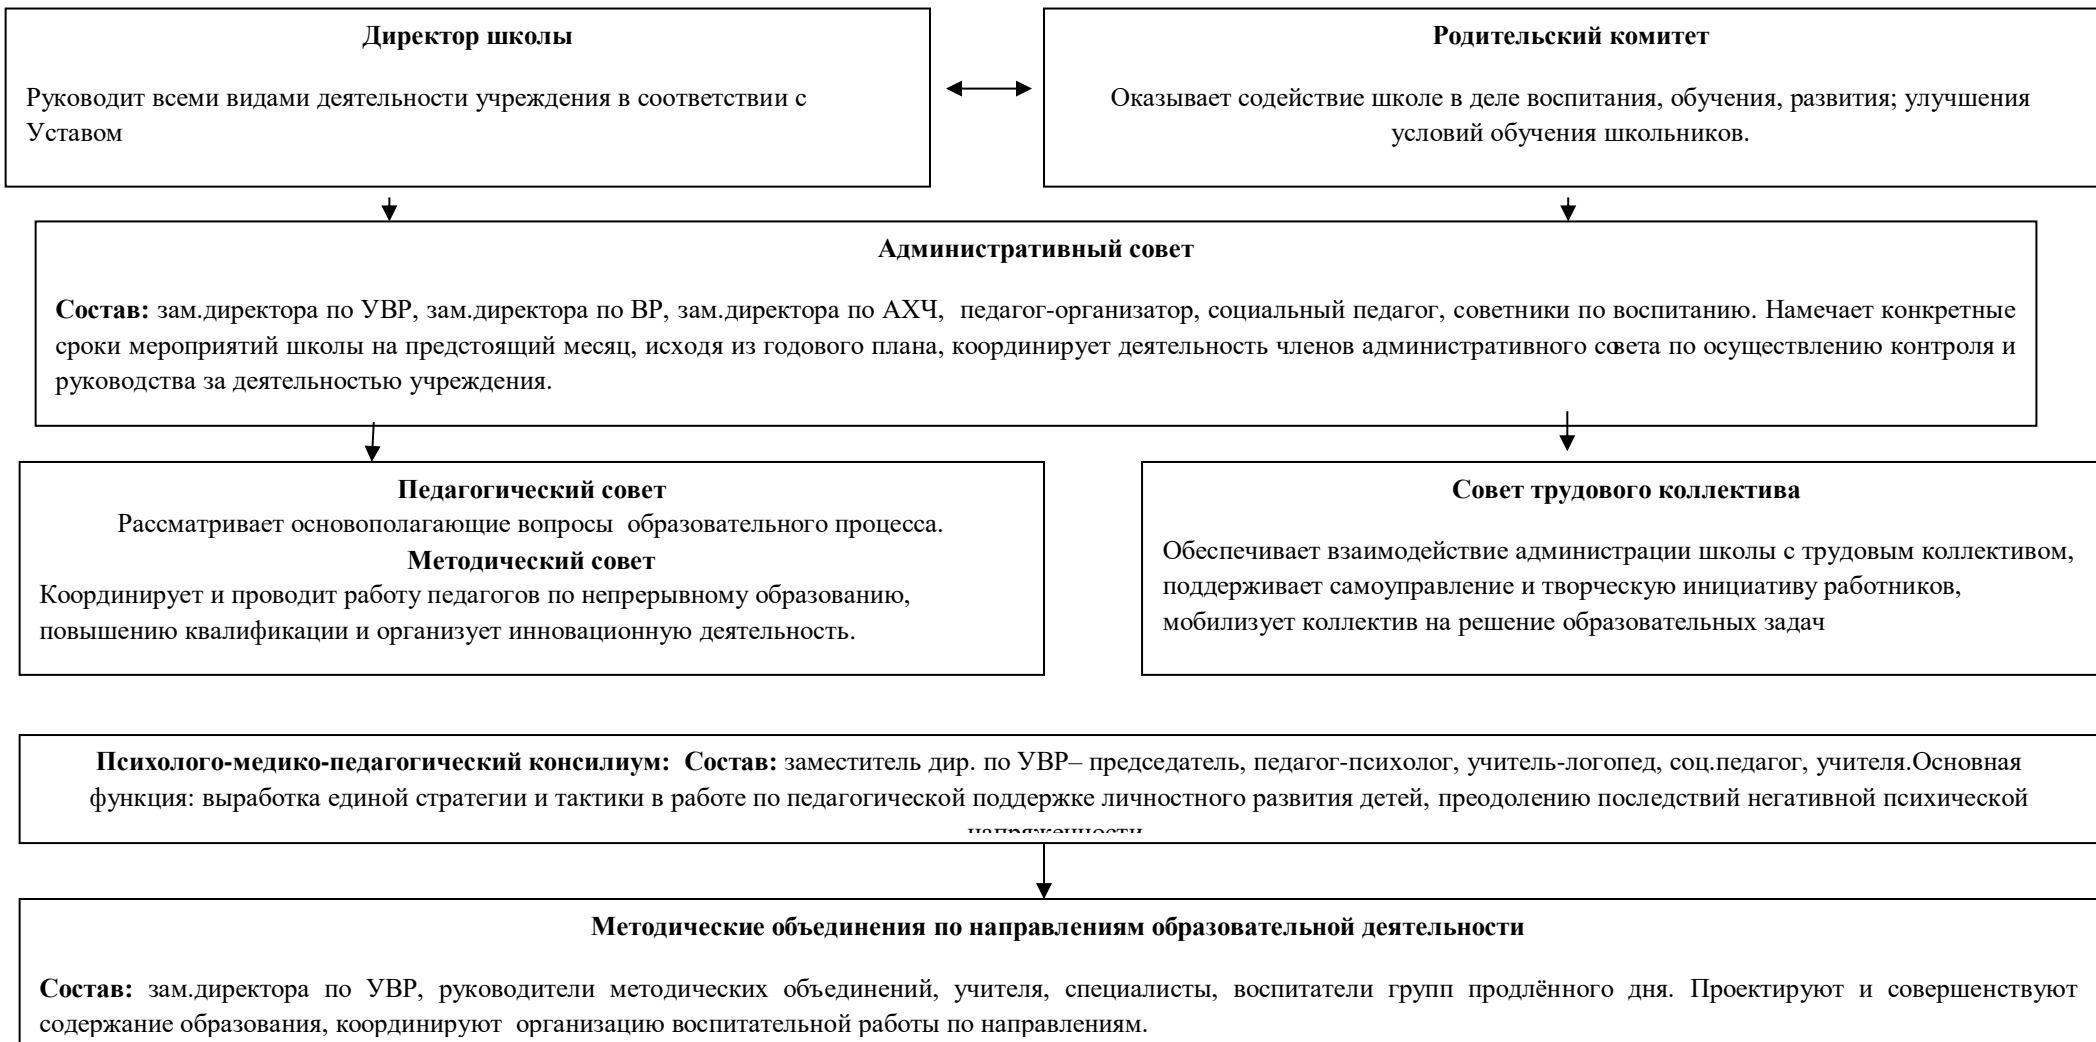 Директор школы
Руководит всеми видами деятельности учреждения в соответствии с
Уставом
Родительский комитет
Оказывает содействие школе в деле воспитания, обучения, развития; улучшения
условий обучения школьников.
Административный совет
Состав: зам.директора по УВР, зам.директора по ВР, зам.директора по АХЧ, педагог-организатор, социальный педагог, советники по воспитанию. Намечает конкретные
сроки мероприятий школы на предстоящий месяц, исходя из годового плана, координирует деятельность членов административного совета по осуществлению контроля и
руководства за деятельностью учреждения.
Педагогический совет
Рассматривает основополагающие вопросы образовательного процесса.
Методический совет
Координирует и проводит работу педагогов по непрерывному образованию,
повышению квалификации и организует инновационную деятельность.
Совет трудового коллектива
Обеспечивает взаимодействие администрации школы с трудовым коллективом,
поддерживает самоуправление и творческую инициативу работников,
мобилизует коллектив на решение образовательных задач
Психолого-медико-педагогический консилиум: Состав: заместитель дир. по УВР– председатель, педагог-психолог, учитель-логопед, соц.педагог, учителя.Основная
функция: выработка единой стратегии и тактики в работе по педагогической поддержке личностного развития детей, преодолению последствий негативной психической
напряженности
Методические объединения по направлениям образовательной деятельности
Состав: зам.директора по УВР, руководители методических объединений, учителя, специалисты, воспитатели групп продлённого дня. Проектируют и совершенствуют
содержание образования, координируют организацию воспитательной работы по направлениям.